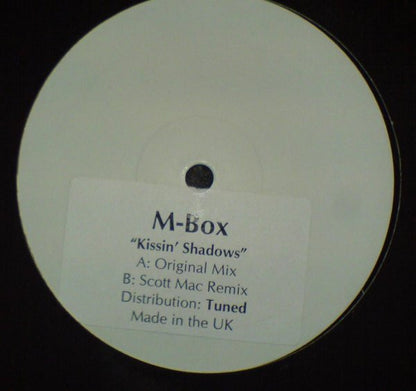 M-Box
“Kissin’ Shadows”
A: Original Mix
B: Scott Mac Remix
Distribution: Tuned
Made in the UK